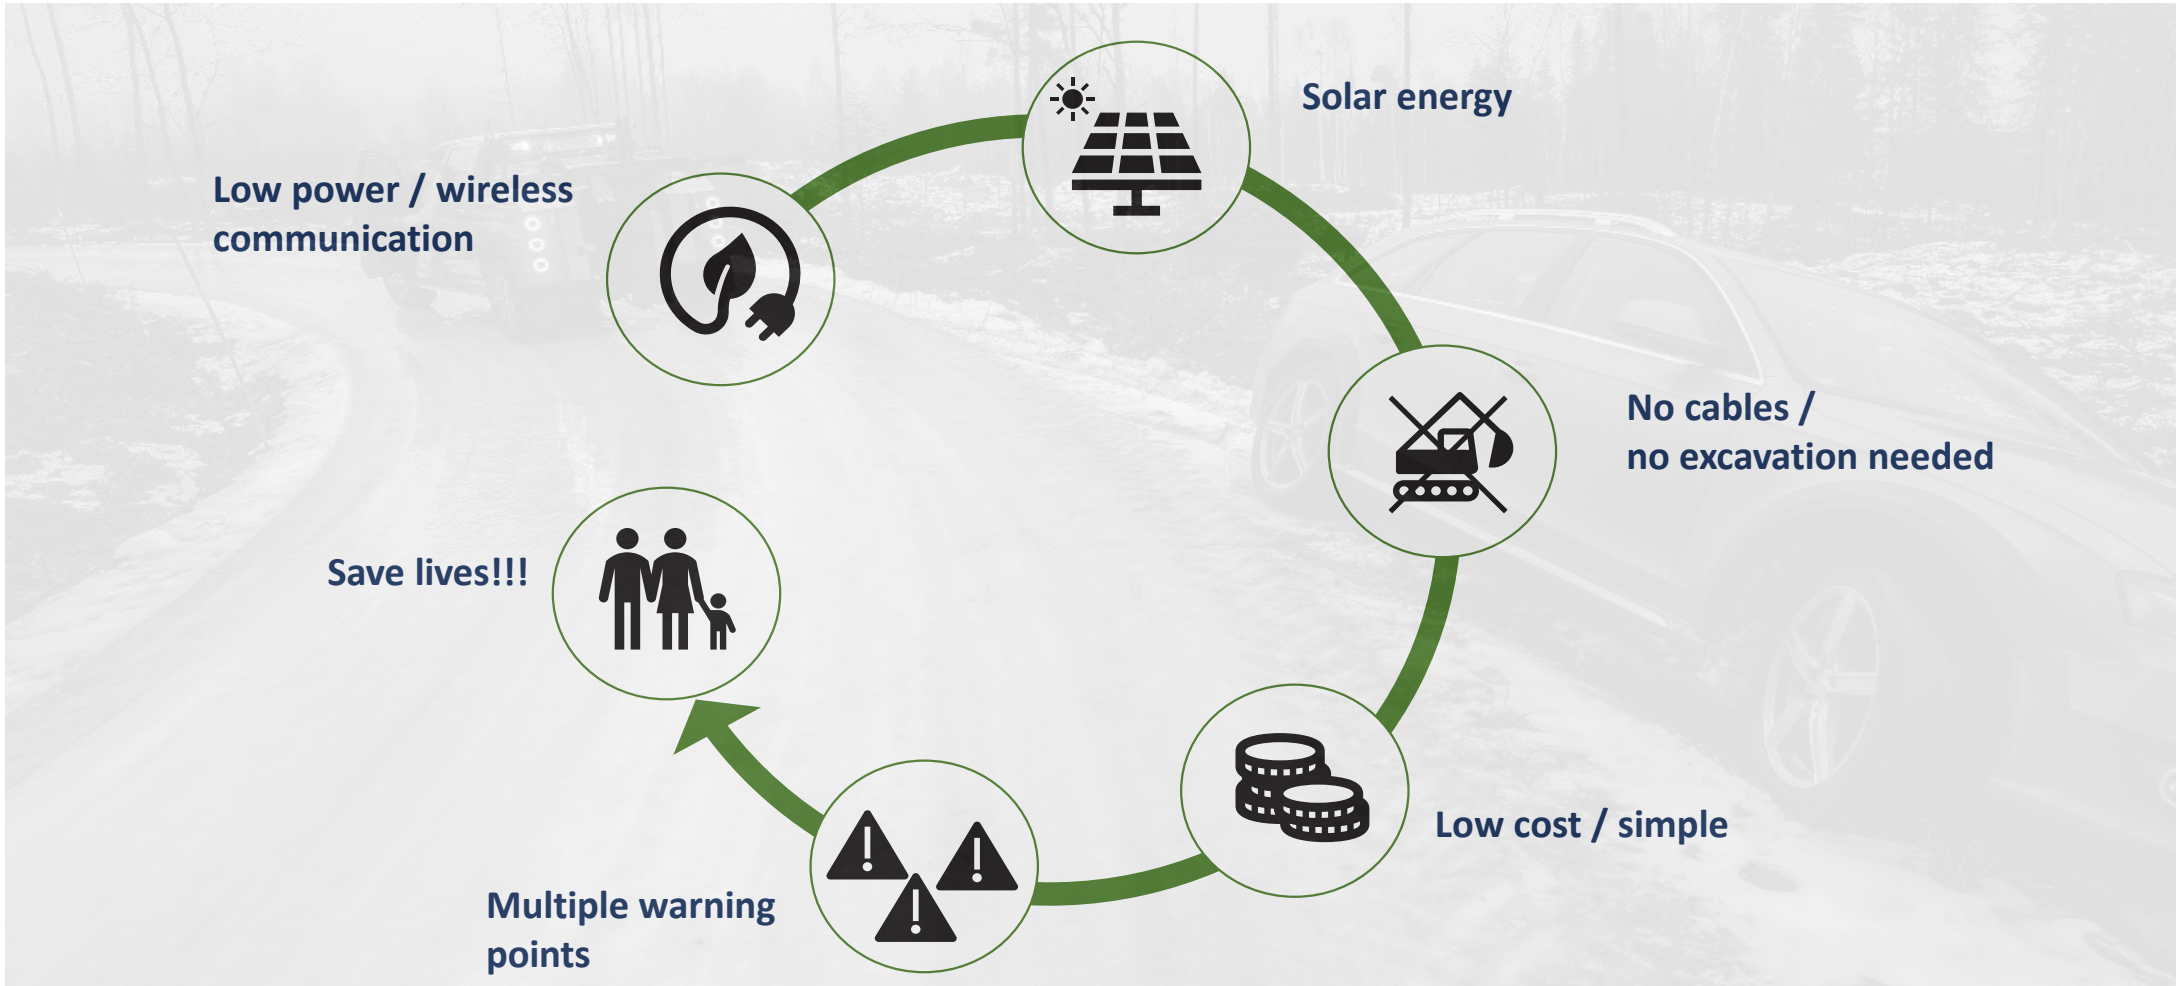 Low power / wireless
communication
Solar energy
No cables /
no excavation needed
Low cost / simple
Multiple warning
points
Save lives!!!